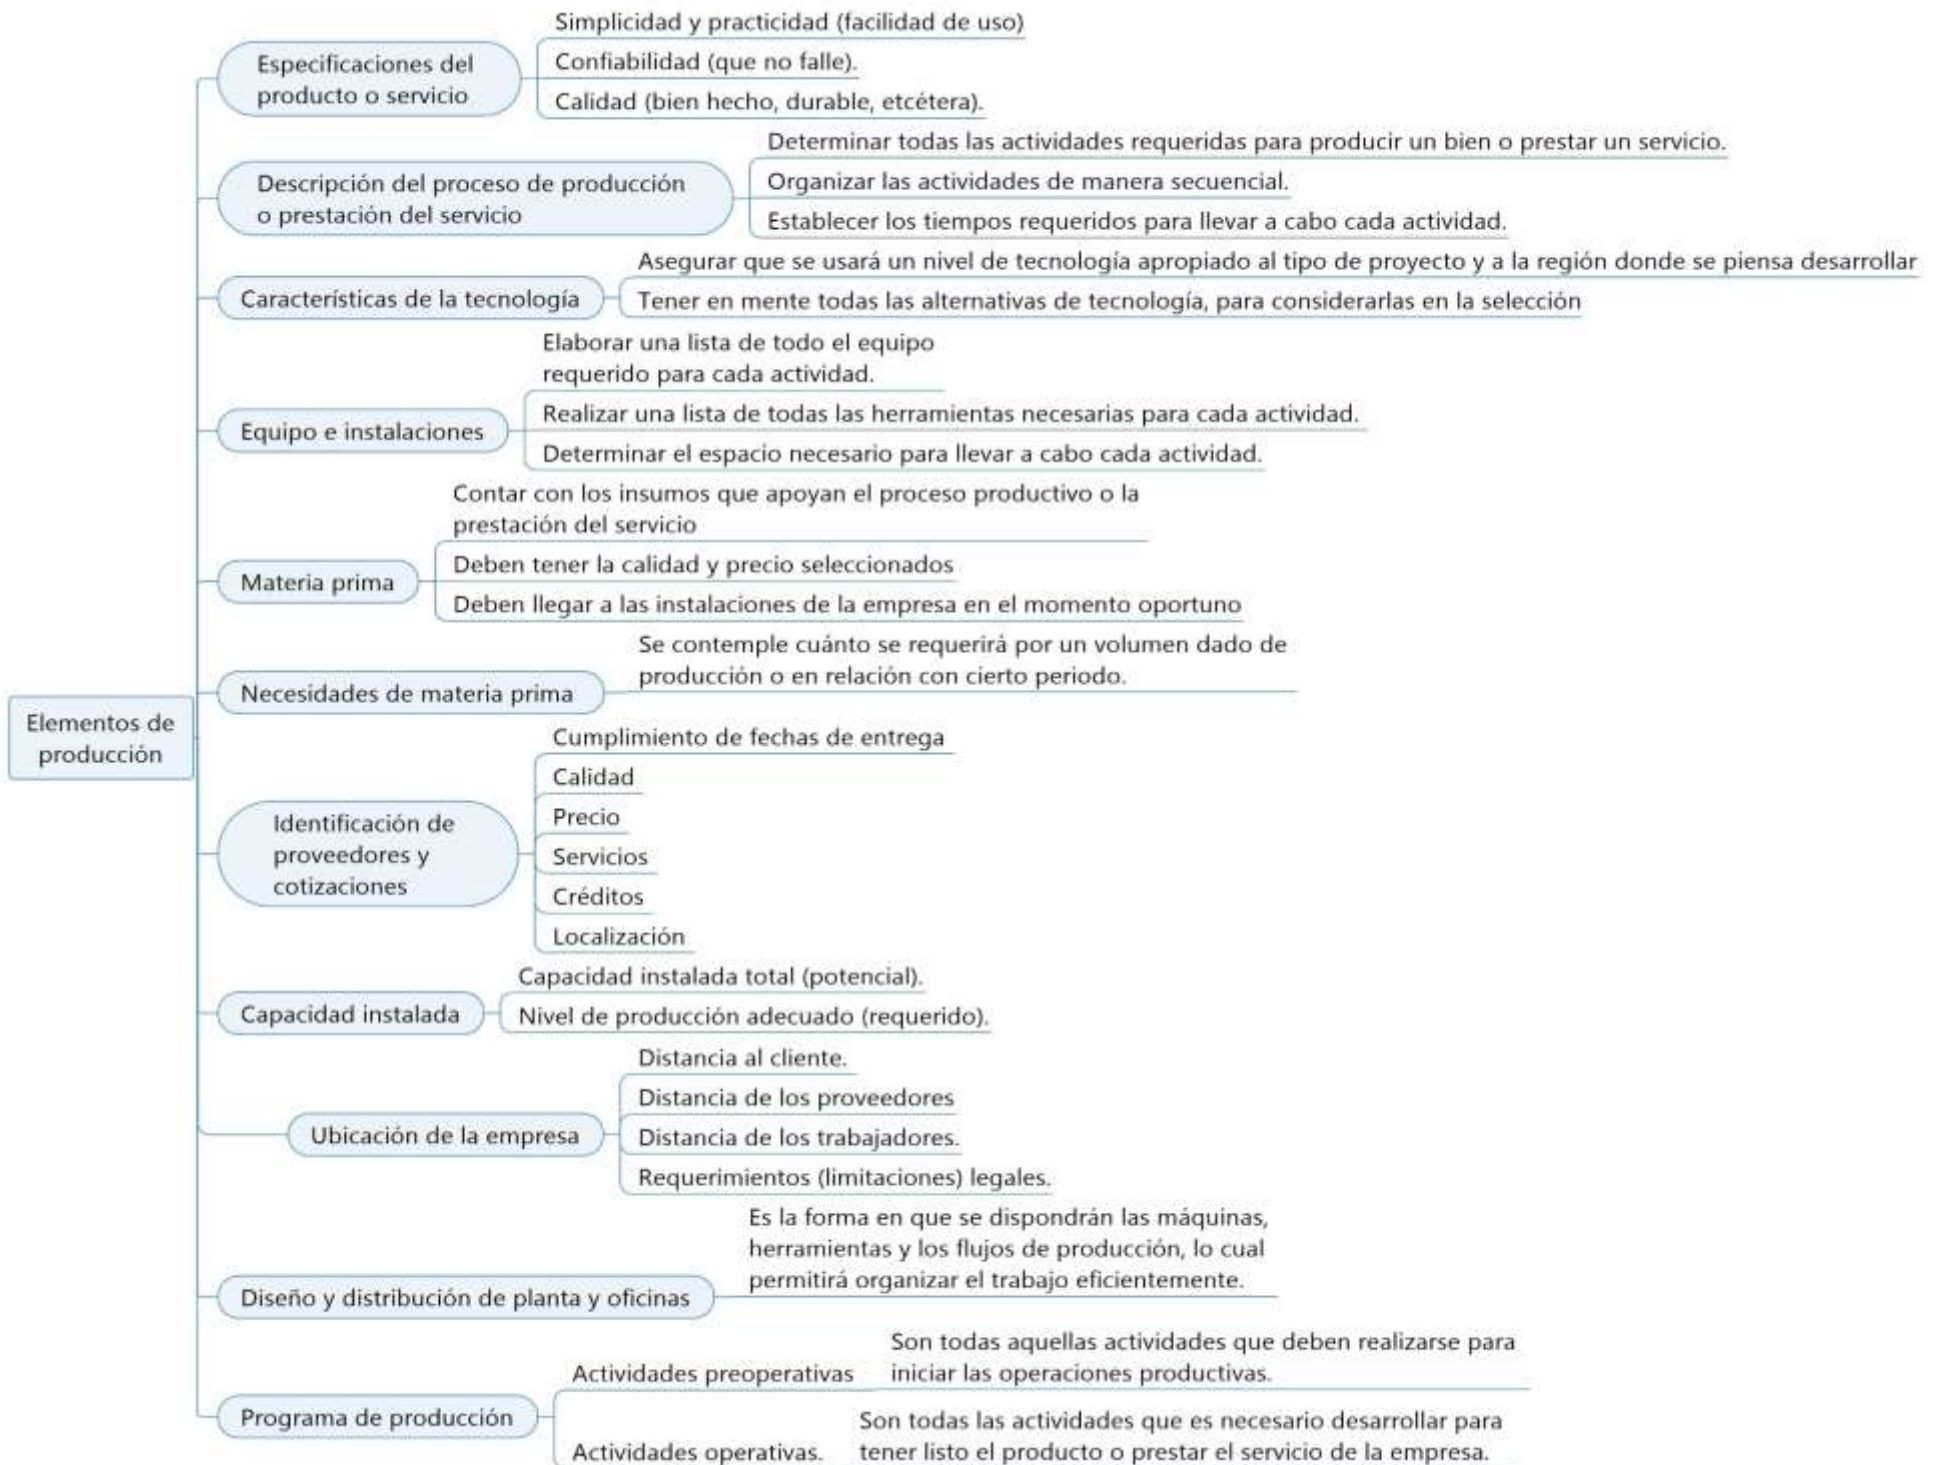 Elementos de
producción
Especificaciones del
producto o servicio
Simplicidad y practicidad (facilidad de uso)
Confiabilidad (que no falle).
Calidad (bien hecho, durable, etcétera).
Descripción del proceso de producción
o prestación del servicio
Determinar todas las actividades requeridas para producir un bien o prestar un servicio.
Organizar las actividades de manera secuencial.
Establecer los tiempos requeridos para llevar a cabo cada actividad.
Características de la tecnología
Asegurar que se usará un nivel de tecnología apropiado al tipo de proyecto y a la región donde se piensa desarrollar
Tener en mente todas las alternativas de tecnología, para considerarlas en la selección
Equipo e instalaciones
Elaborar una lista de todo el equipo
requerido para cada actividad.
Realizar una lista de todas las herramientas necesarias para cada actividad.
Determinar el espacio necesario para llevar a cabo cada actividad.
Materia prima
Contar con los insumos que apoyan el proceso productivo o la
prestación del servicio
Deben tener la calidad y precio seleccionados
Deben llegar a las instalaciones de la empresa en el momento oportuno
Necesidades de materia prima
Se contemple cuánto se requerirá por un volumen dado de
producción o en relación con cierto periodo.
Identificación de
proveedores y
cotizaciones
Cumplimiento de fechas de entrega
Calidad
Precio
Servicios
Créditos
Localización
Capacidad instalada
Capacidad instalada total (potencial).
Nivel de producción adecuado (requerido).
Ubicación de la empresa
Distancia al cliente.
Distancia de los proveedores
Distancia de los trabajadores.
Requerimientos (limitaciones) legales.
Diseño y distribución de planta y oficinas
Es la forma en que se dispondrán las máquinas,
herramientas y los flujos de producción, lo cual
permitirá organizar el trabajo eficientemente.
Programa de producción
Actividades preoperativas
Son todas aquellas actividades que deben realizarse para
iniciar las operaciones productivas.
Actividades operativas.
Son todas las actividades que es necesario desarrollar para
tener listo el producto o prestar el servicio de la empresa.